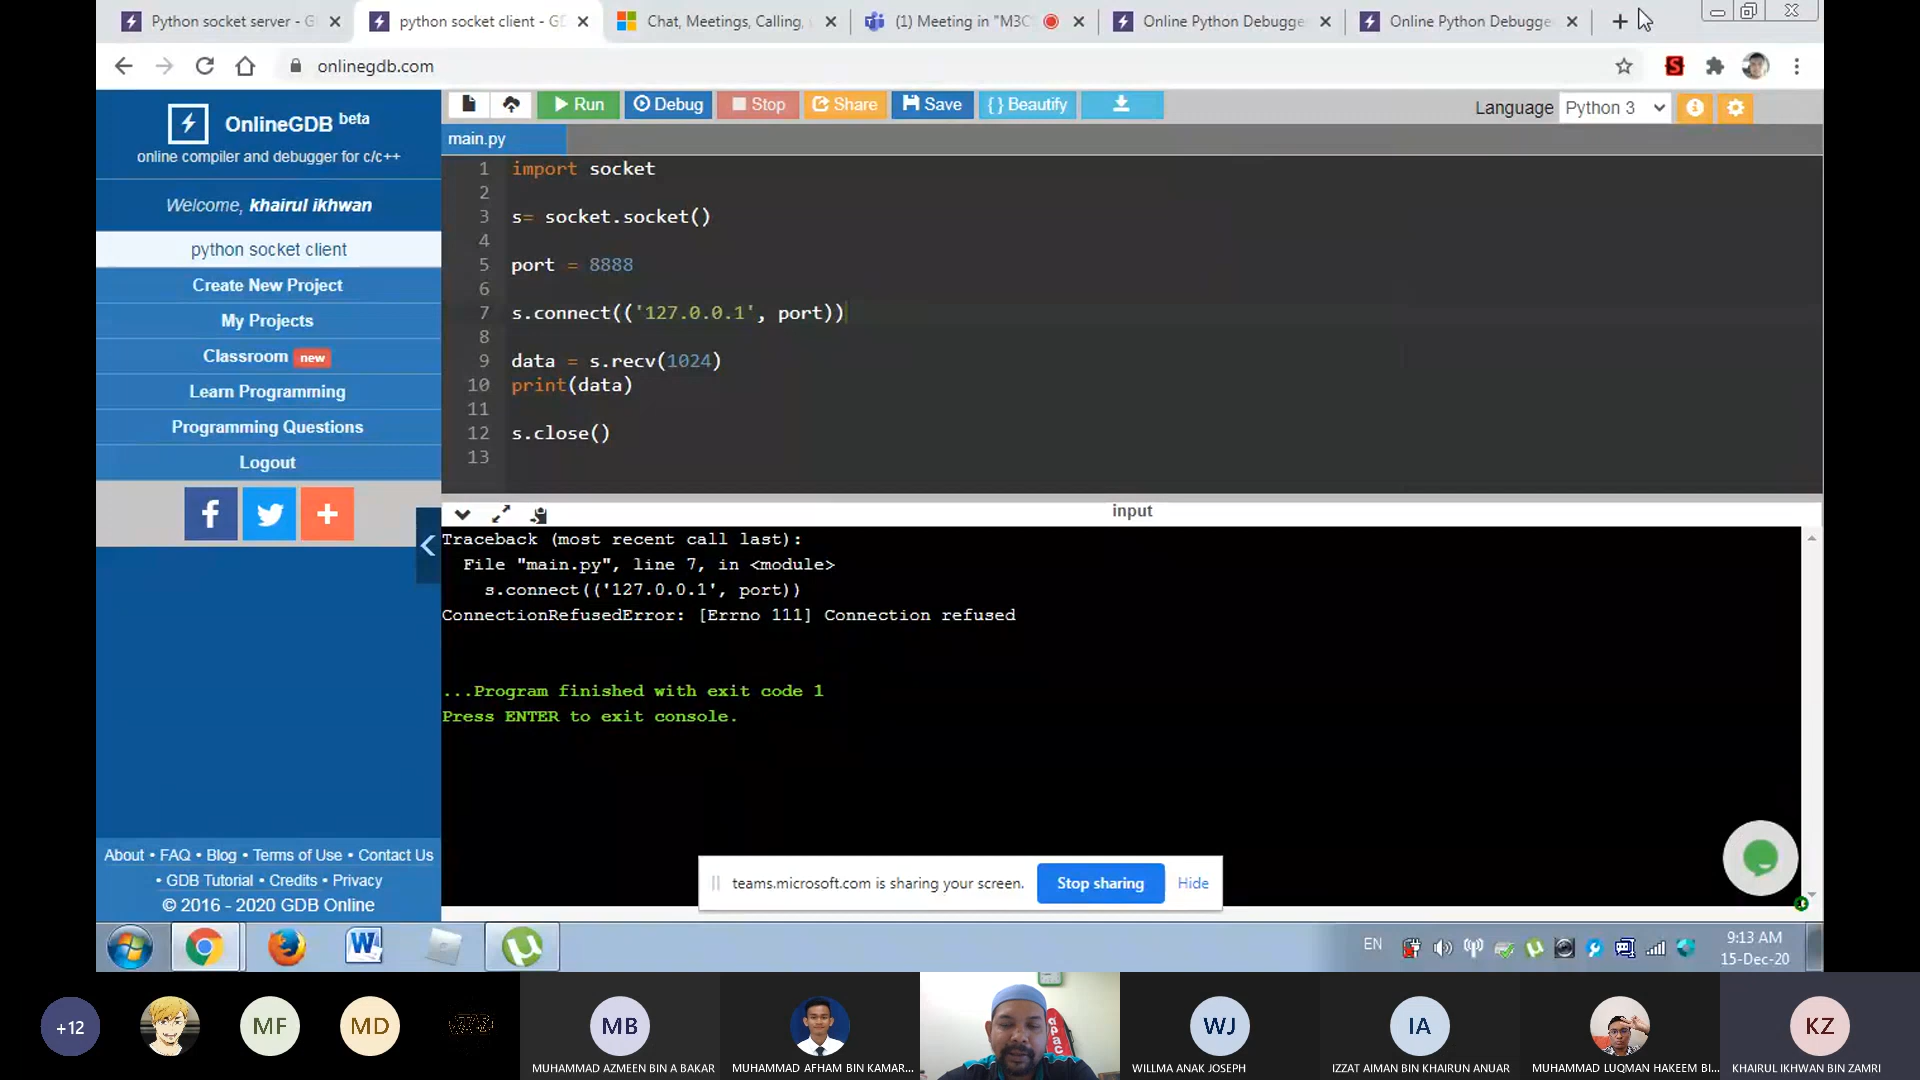 Python socket server - G
python socket client - GD
Chat, Meetings, Calling,
(1) Meeting in "M3C
Online Python Debugge
Online Python Debugge
onlinegdb.com
OnlineGDB beta
online compiler and debugger for c/c++
Welcome, khairul ikhwan
python socket client
Create New Project
My Projects
Classroom new
Learn Programming
Programming Questions
Logout
Run
Debug
Stop
Share
Save
{ } Beautify
Language Python 3
main.py
1 import socket
2
3 s= socket.socket()
4
5 port = 8888
6
7 s.connect(('127.0.0.1', port))
8
9 data = s.recv(1024)
10 print(data)
11
12 s.close()
13
input
Traceback (most recent call last):
File "main.py", line 7, in <module>
s.connect(('127.0.0.1', port))
ConnectionRefusedError: [Errno 111] Connection refused
...Program finished with exit code 1
Press ENTER to exit console.
About • FAQ • Blog • Terms of Use • Contact Us
• GDB Tutorial • Credits • Privacy
© 2016 - 2020 GDB Online
teams.microsoft.com is sharing your screen.
Stop sharing
Hide
EN
9:13 AM
15-Dec-20
+12
MF
MD
MB
MUHAMMAD AZMEEN BIN A BAKAR
MUHAMMAD AFHAM BIN KAMAR...
WJ
WILLMA ANAK JOSEPH
IA
IZZAT AIMAN BIN KHAIRUN ANUAR
MUHAMMAD LUQMAN HAKEEM BI...
KZ
KHAIRUL IKHWAN BIN ZAMRI